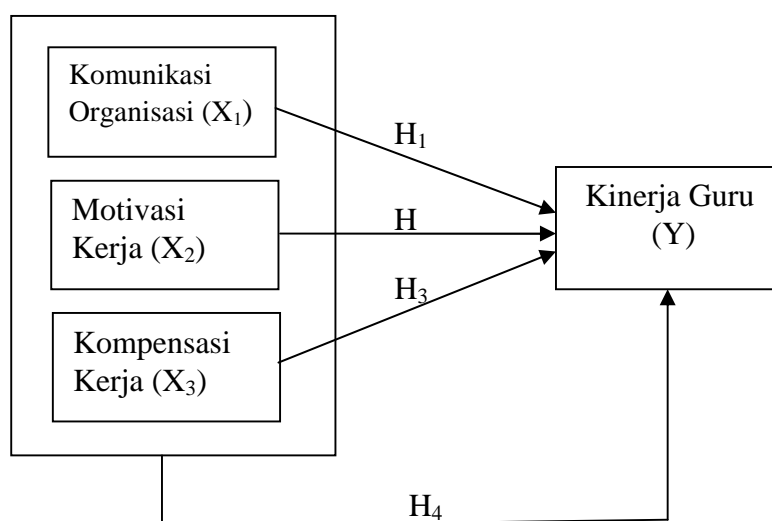 Komunikasi
Organisasi (X₁)
H₁
Motivasi
Kerja (X₂)
H
Kinerja Guru
(Y)
H₃
Kompensasi
Kerja (X₃)
H₄